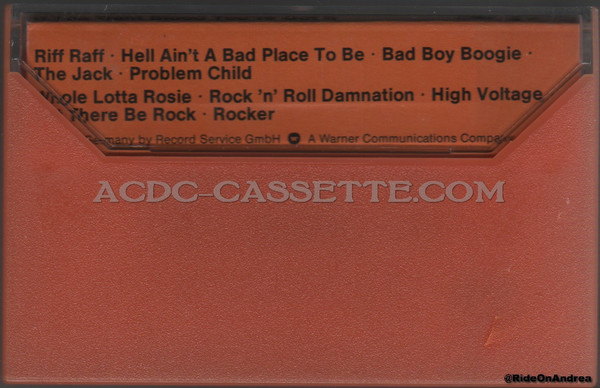 Riff Raff · Hell Ain't A Bad Place To Be · Bad Boy Boogie ·
The Jack · Problem Child
Lotta Rosie · Rock 'n' Roll Damnation · High Voltage
There Be Rock · Rocker
by Record Service GmbH A Warner Communications
ACDC-CASSETTE.COM
@RideOnAndrea